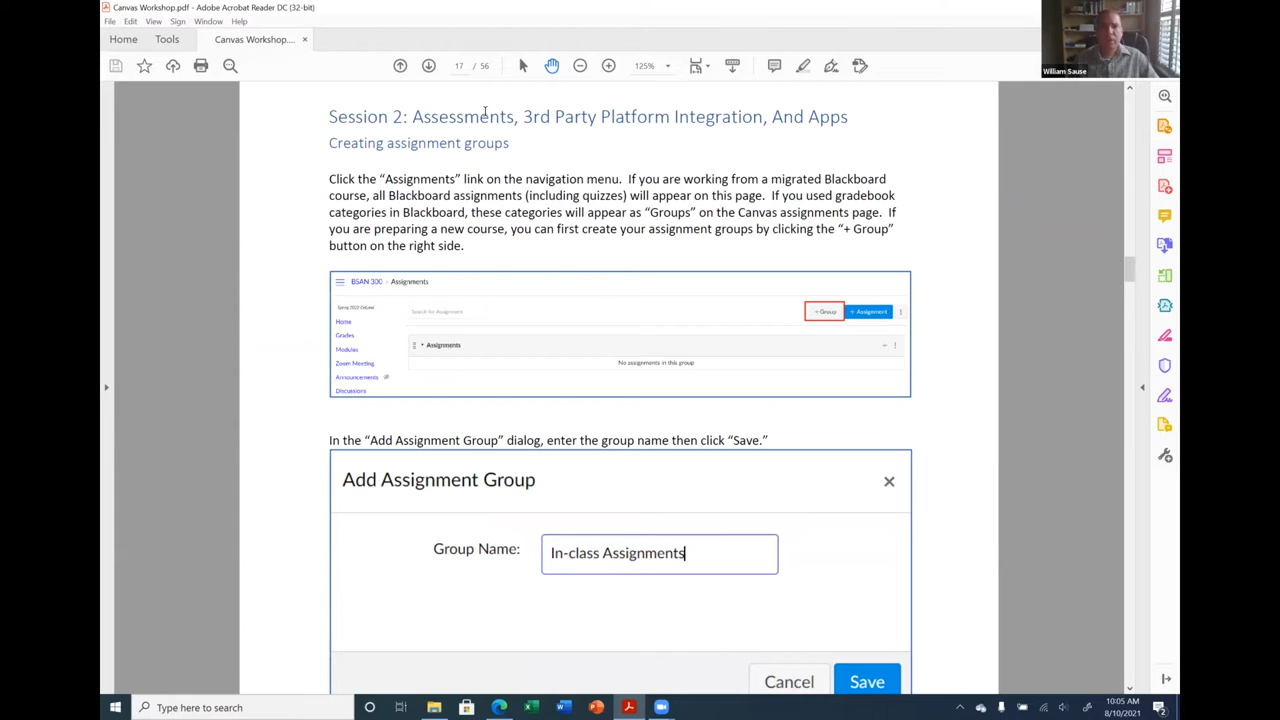 Canvas Workshop.pdf - Adobe Acrobat Reader DC (32-bit)
File Edit View Sign Window Help
Home Tools Canvas Workshop.... ×
17 / 56 125%
William Sause
Session 2: Assessments, 3rd Party Platform Integration, And Apps
Creating assignment groups
Click the “Assignments” link on the navigation menu. If you are working from a migrated Blackboard
course, all Blackboard assignments (including quizzes) will appear on this page. If you used gradebook
categories in Blackboard, these categories will appear as “Groups” on the Canvas assignments page. If
you are preparing a new course, you can first create your assignment groups by clicking the “+ Group”
button on the right side.
BSAN 300 > Assignments
Home
Grades
Modules
Zoom Meeting
Announcements
Discussions
Search for Assignment
+ Group + Assignment
Assignments
No assignments in this group
In the “Add Assignment Group” dialog, enter the group name then click “Save.”
Add Assignment Group ×
Group Name: In-class Assignments
Cancel Save
Type here to search
10:05 AM
8/10/2021
2